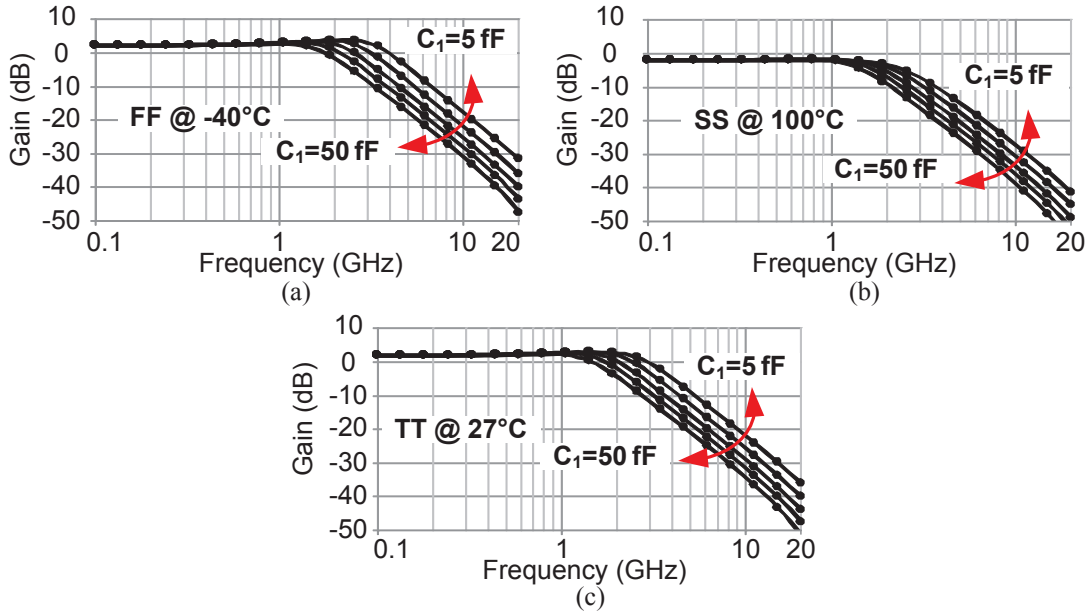 10
0
-10
-20
-30
-40
-50
Gain (dB)
C1=5 fF
FF @ -40°C
C1=50 fF
0.1
1
10
20
Frequency (GHz)
(a)
10
0
-10
-20
-30
-40
-50
Gain (dB)
C1=5 fF
SS @ 100°C
C1=50 fF
0.1
1
10
20
Frequency (GHz)
(b)
10
0
-10
-20
-30
-40
-50
Gain (dB)
C1=5 fF
TT @ 27°C
C1=50 fF
0.1
1
10
20
Frequency (GHz)
(c)